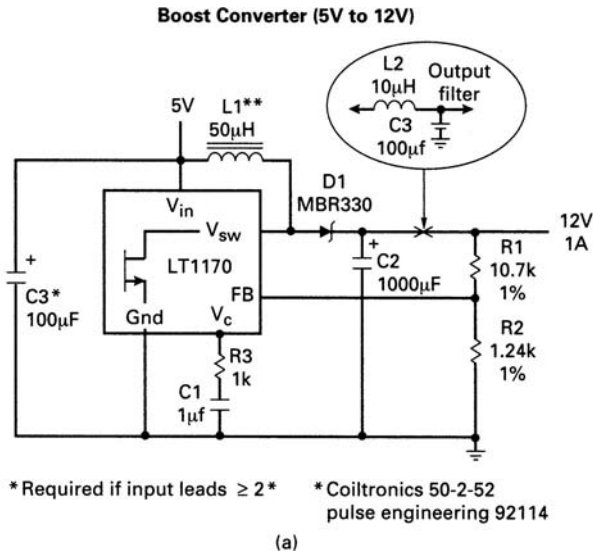 Boost Converter (5V to 12V)
L2
10μH
Output
filter
C3
100μf
5V
L1**
50μH
D1
MBR330
Vin
Vsw
LT1170
FB
Gnd
Vc
12V
1A
R1
10.7k
1%
+
C3*
100μF
+
C2
1000μF
R2
1.24k
1%
R3
1k
C1
1μf
*Required if input leads ≥ 2*
*Coiltronics 50-2-52
pulse engineering 92114
(a)